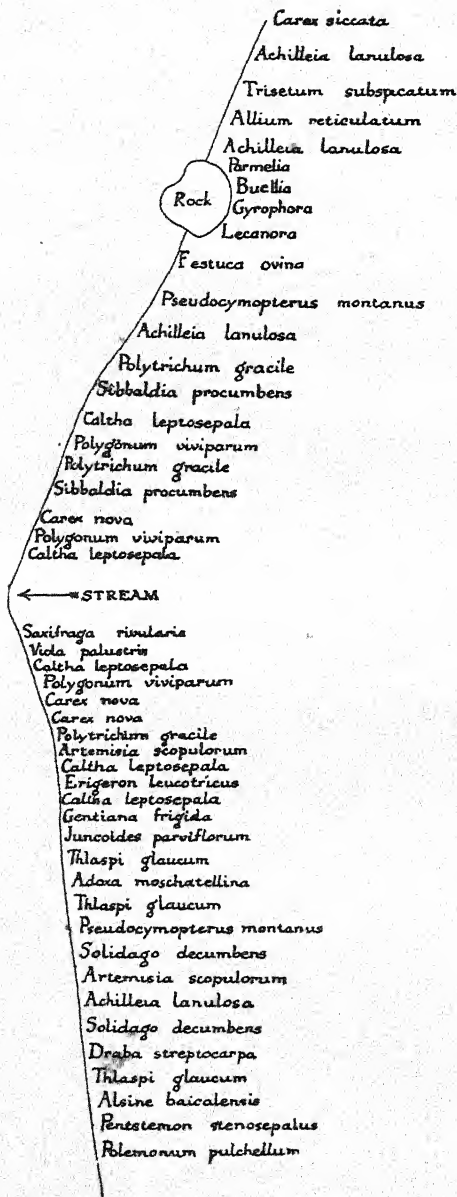 Carex siccata
Achilleia lanulosa
Trisetum subspicatum
Allium reticulatum
Achilleia lanulosa
Parmelia
Buellia
Rock
Gyrophora
Lecanora
Festuca ovina
Pseudocymopterus montanus
Achilleia lanulosa
Polytrichum gracile
Sibbaldia procumbens
Caltha leptosepala
Polygonum viviparum
Polytrichum gracile
Sibbaldia procumbens
Carex nova
Polygonum viviparum
Caltha leptosepala
STREAM
Saxifraga rivularis
Viola palustris
Caltha leptosepala
Polygonum viviparum
Carex nova
Carex nova
Polytrichum gracile
Artemisia scopulorum
Caltha leptosepala
Erigeron leucotricus
Caltha leptosepala
Gentiana frigida
Juncoides parviflorum
Thlaspi glaucum
Adoxa moschatellina
Thlaspi glaucum
Pseudocymopterus montanus
Solidago decumbens
Artemisia scopulorum
Achilleia lanulosa
Solidago decumbens
Draba streptocarpa
Thlaspi glaucum
Alsine baicalensis
Pentstemon stenosepalus
Polemonum pulchellum